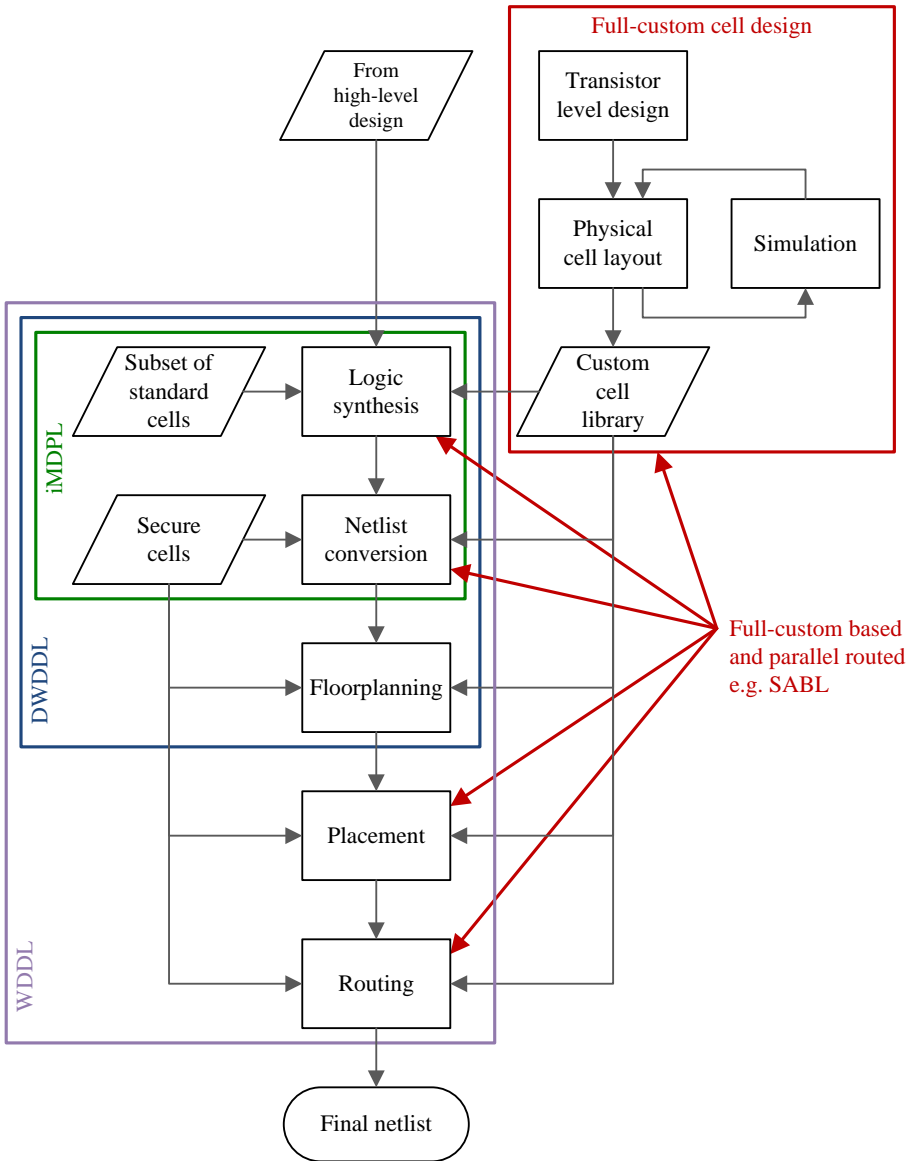 Full-custom cell design
From
high-level
design
Transistor
level design
Physical
cell layout
Simulation
Subset of
standard
cells
Logic
synthesis
Custom
cell
library
iMDPL
Secure
cells
Netlist
conversion
Full-custom based
and parallel routed
e.g. SABL
DWDDL
Floorplanning
Placement
WDDL
Routing
Final netlist